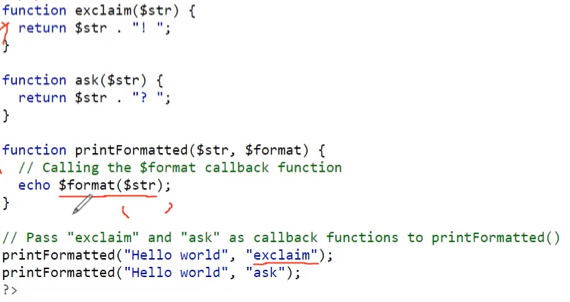 function exclaim($str) {
return $str . "! ";
}
function ask($str) {
return $str . "? ";
}
function printFormatted($str, $format) {
// Calling the $format callback function
echo $format($str);
}
// Pass "exclaim" and "ask" as callback functions to printFormatted()
printFormatted("Hello world", "exclaim");
printFormatted("Hello world", "ask");
?>